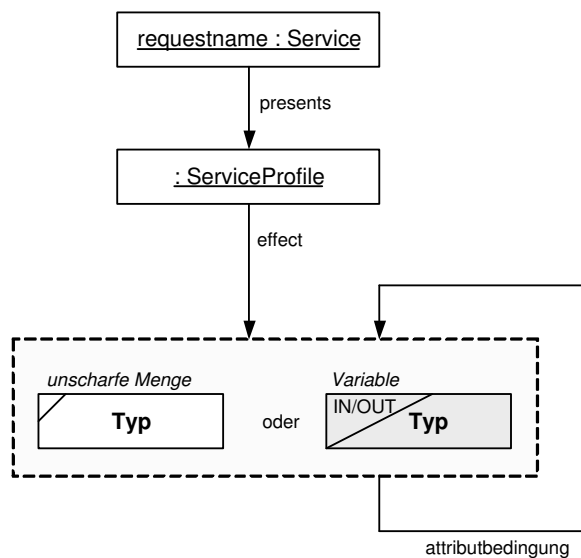 requestname : Service
presents
: ServiceProfile
effect
unscharfe Menge
Typ
oder
Variable
IN/OUT
Typ
attributbedingung